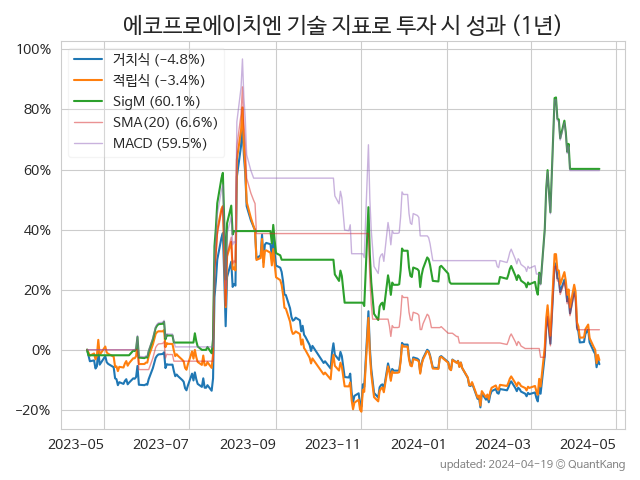 에코프로에이치엔 기술 지표로 투자 시 성과 (1년)
100%
80%
60%
40%
20%
0%
−20%
거치식 (−4.8%)
적립식 (−3.4%)
SigM (60.1%)
SMA(20) (6.6%)
MACD (59.5%)
2023-05 2023-07 2023-09 2023-11 2024-01 2024-03 2024-05
updated: 2024-04-19 © QuantKang